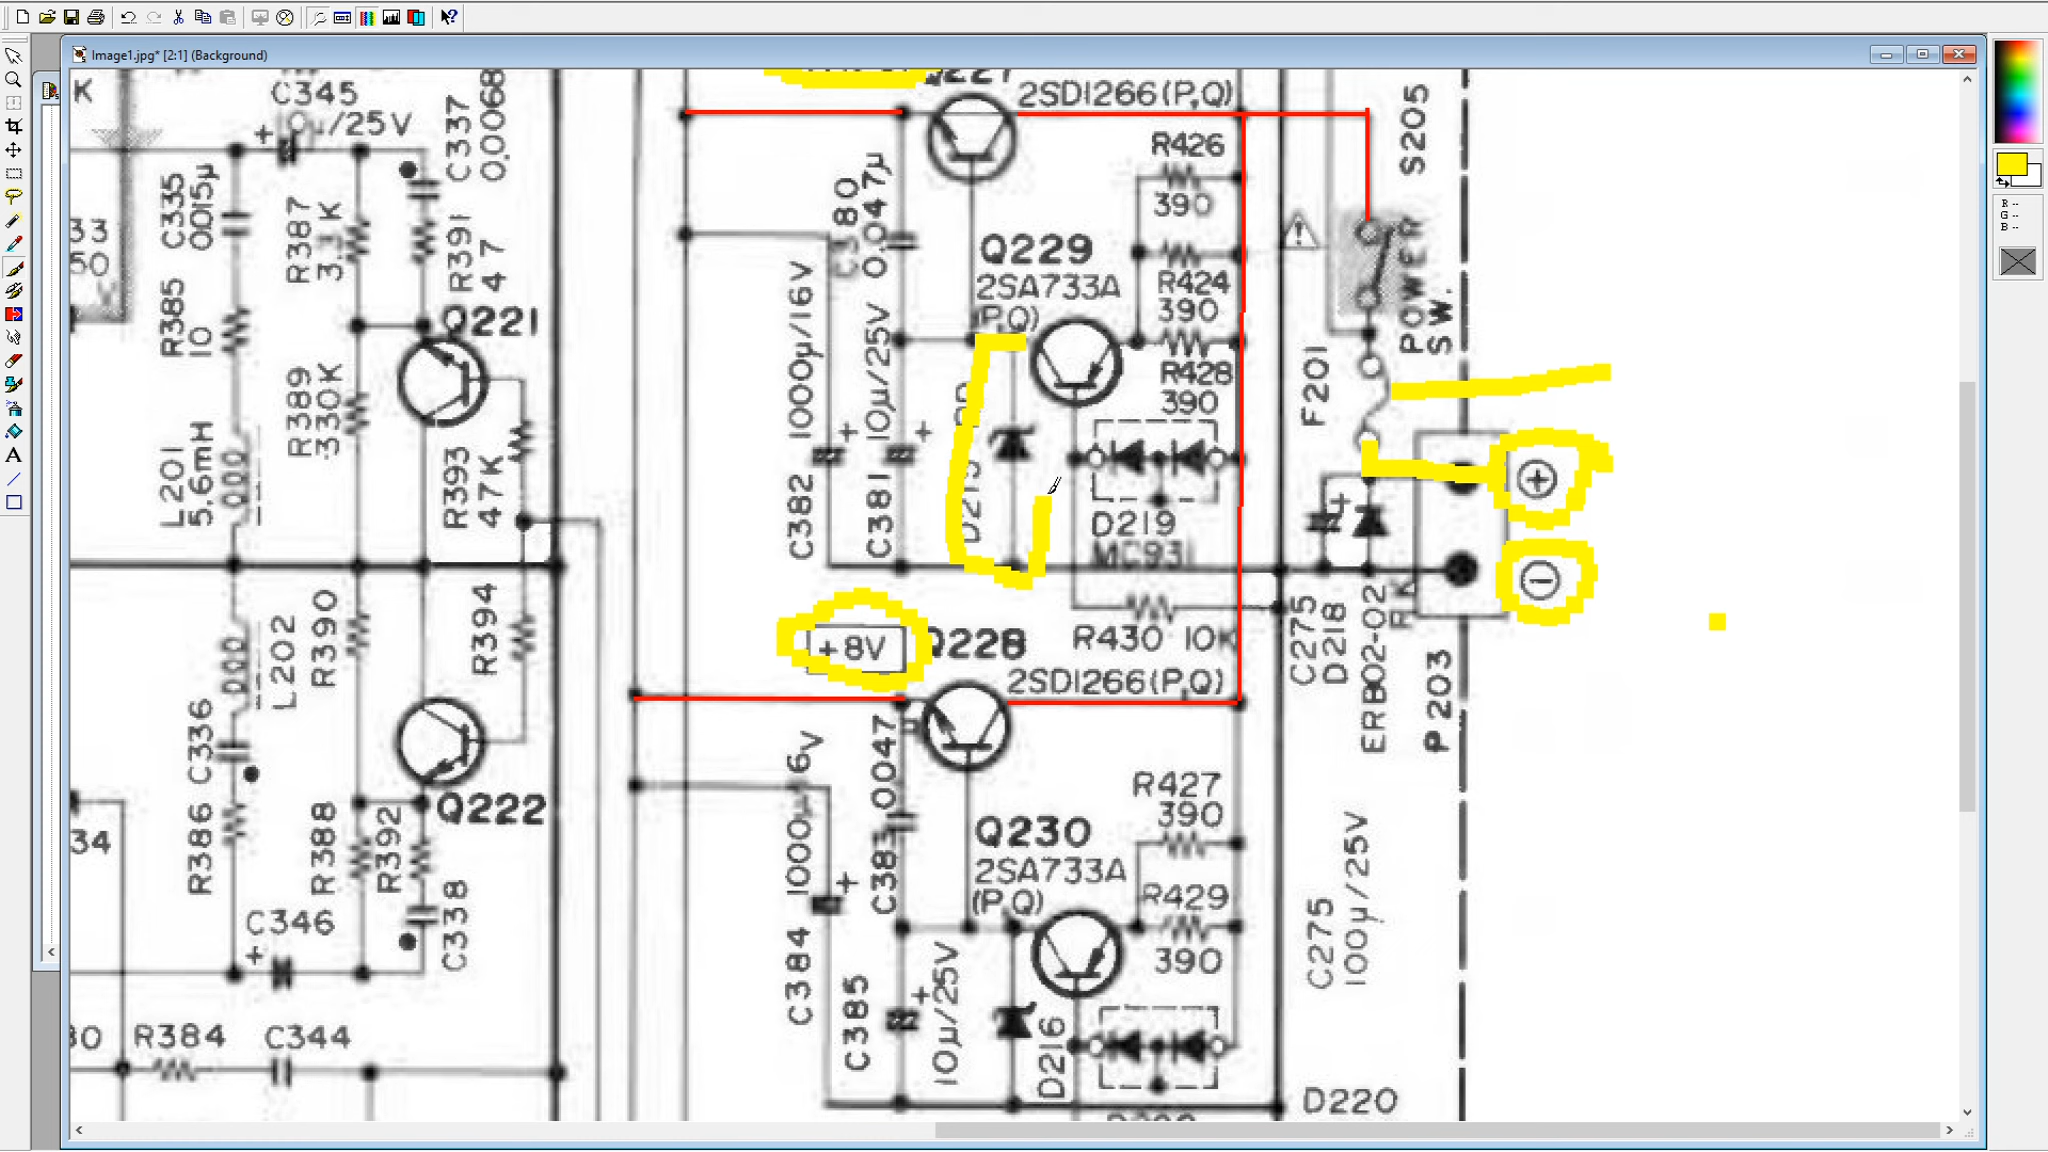 Image1.jpg* [2:1] (Background)
R --
G --
B --
K
C345
/25V
C337
0.0068
2SD1266(P,Q)
S205
C335
0.015µ
R387
3.3K
R391
47
R426
390
C380
0.047µ
33
50
Q229
2SA733A
(P,Q)
R424
390
POWER
SW.
R385
10
Q221
1000µ/16V
10µ/25V
R428
390
F201
R389
330K
L201
5.6mH
R393
47K
C382
C381
D219
MC931
+
−
R390
L202
R394
+8V
Q228
R430 10K
2SD1266(P,Q)
C275
D218
ERB02-02
P203
C336
R386
Q222
R388
R392
C338
C383
0.047
R427
390
34
Q230
2SA733A
(P,Q)
R429
390
C346
C384
C385
10µ/25V
D216
C275
100µ/25V
R384
C344
D220